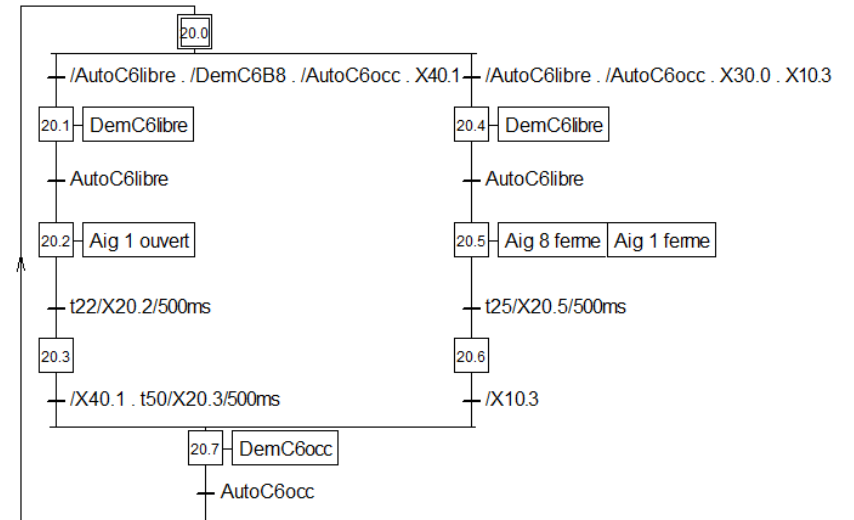 20.0
/AutoC6libre . /DemC6B8 . /AutoC6occ . X40.1
/AutoC6libre . /AutoC6occ . X30.0 . X10.3
20.1 DemC6libre
20.4 DemC6libre
AutoC6libre
AutoC6libre
20.2 Aig 1 ouvert
20.5 Aig 8 ferme Aig 1 ferme
t22/X20.2/500ms
t25/X20.5/500ms
20.3
20.6
/X40.1 . t50/X20.3/500ms
/X10.3
20.7 DemC6occ
AutoC6occ